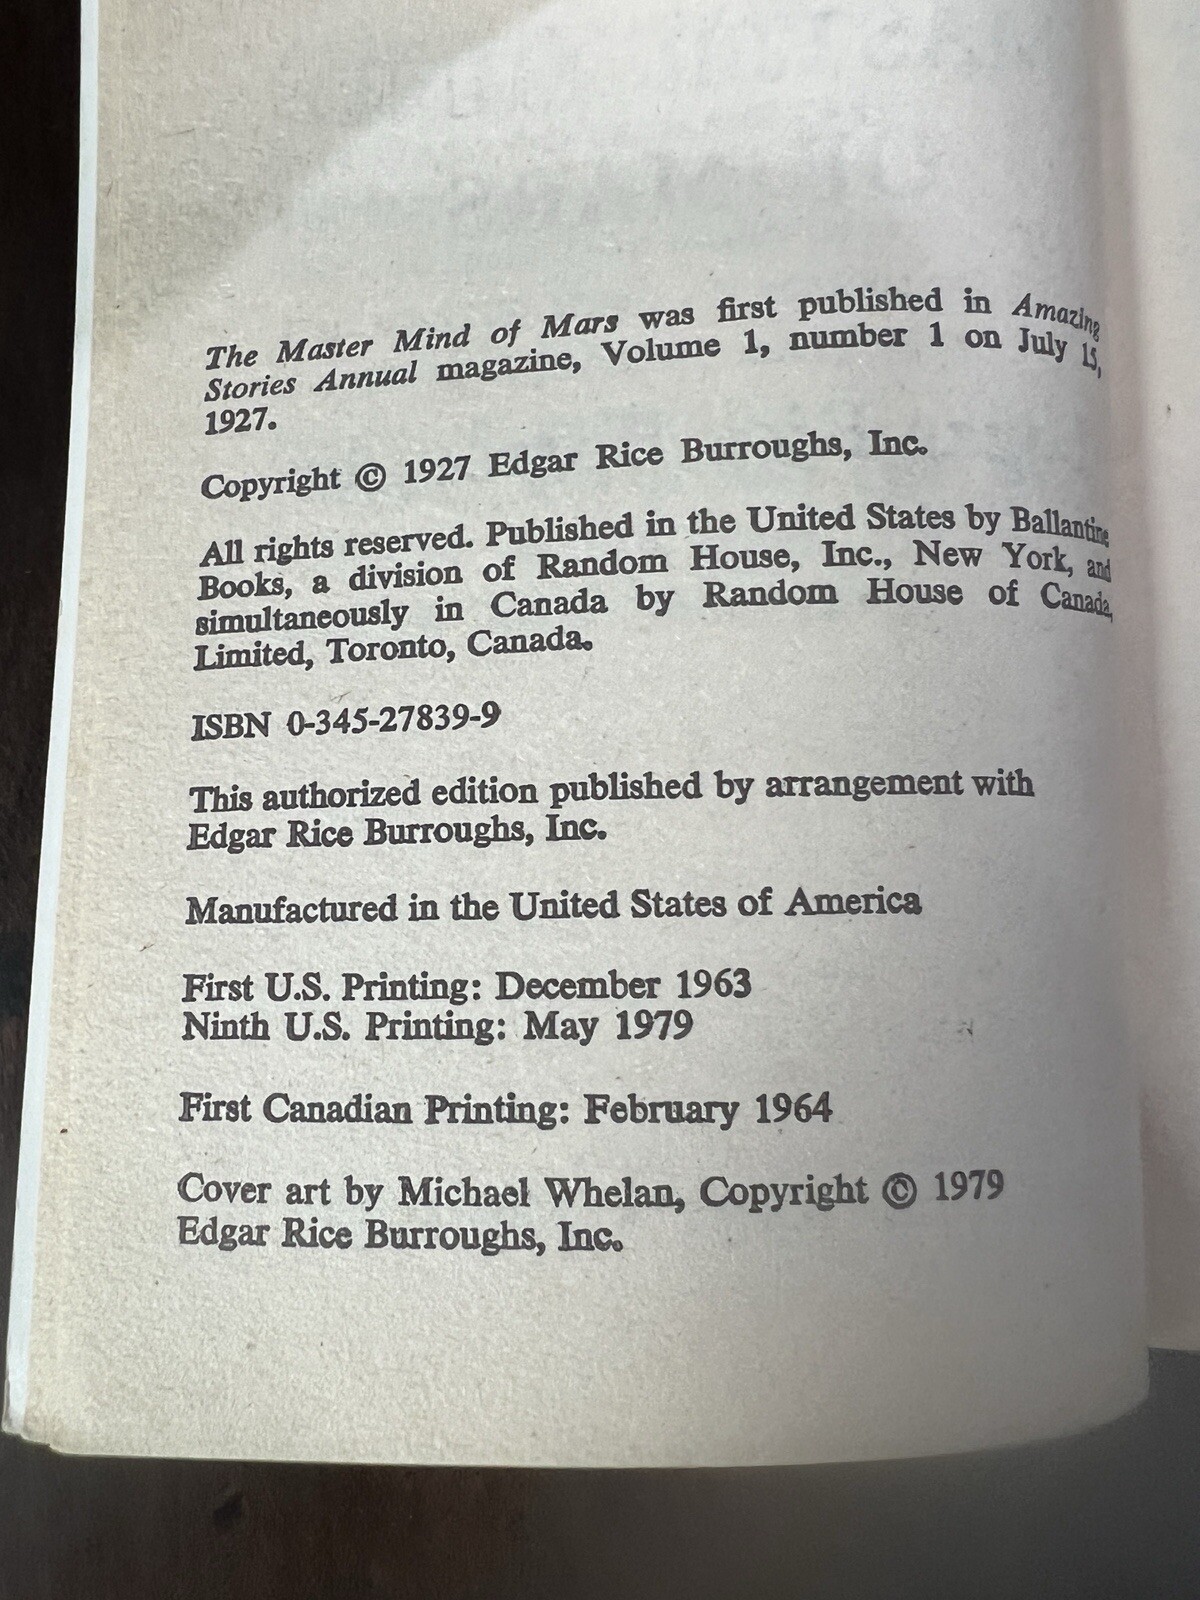 The Master Mind of Mars was first published in Amazing
Stories Annual magazine, Volume 1, number 1 on July 15,
1927.
Copyright © 1927 Edgar Rice Burroughs, Inc.
All rights reserved. Published in the United States by Ballantine
Books, a division of Random House, Inc., New York, and
simultaneously in Canada by Random House of Canada,
Limited, Toronto, Canada.
ISBN 0-345-27839-9
This authorized edition published by arrangement with
Edgar Rice Burroughs, Inc.
Manufactured in the United States of America
First U.S. Printing: December 1963
Ninth U.S. Printing: May 1979
First Canadian Printing: February 1964
Cover art by Michael Whelan, Copyright © 1979
Edgar Rice Burroughs, Inc.